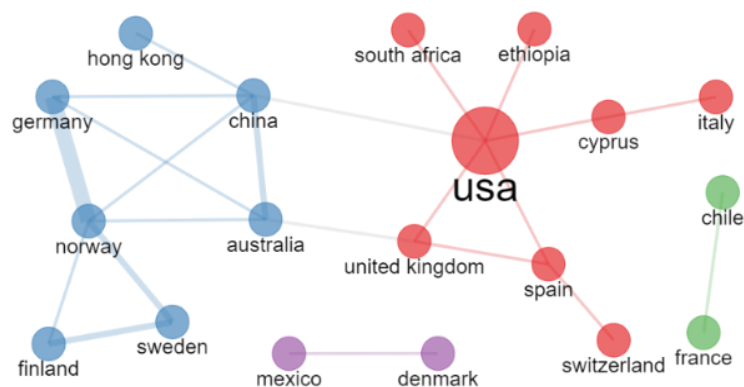 south africa
ethiopia
hong kong
germany
china
italy
cyprus
usa
chile
norway
australia
united kingdom
spain
sweden
finland
mexico
denmark
switzerland
france